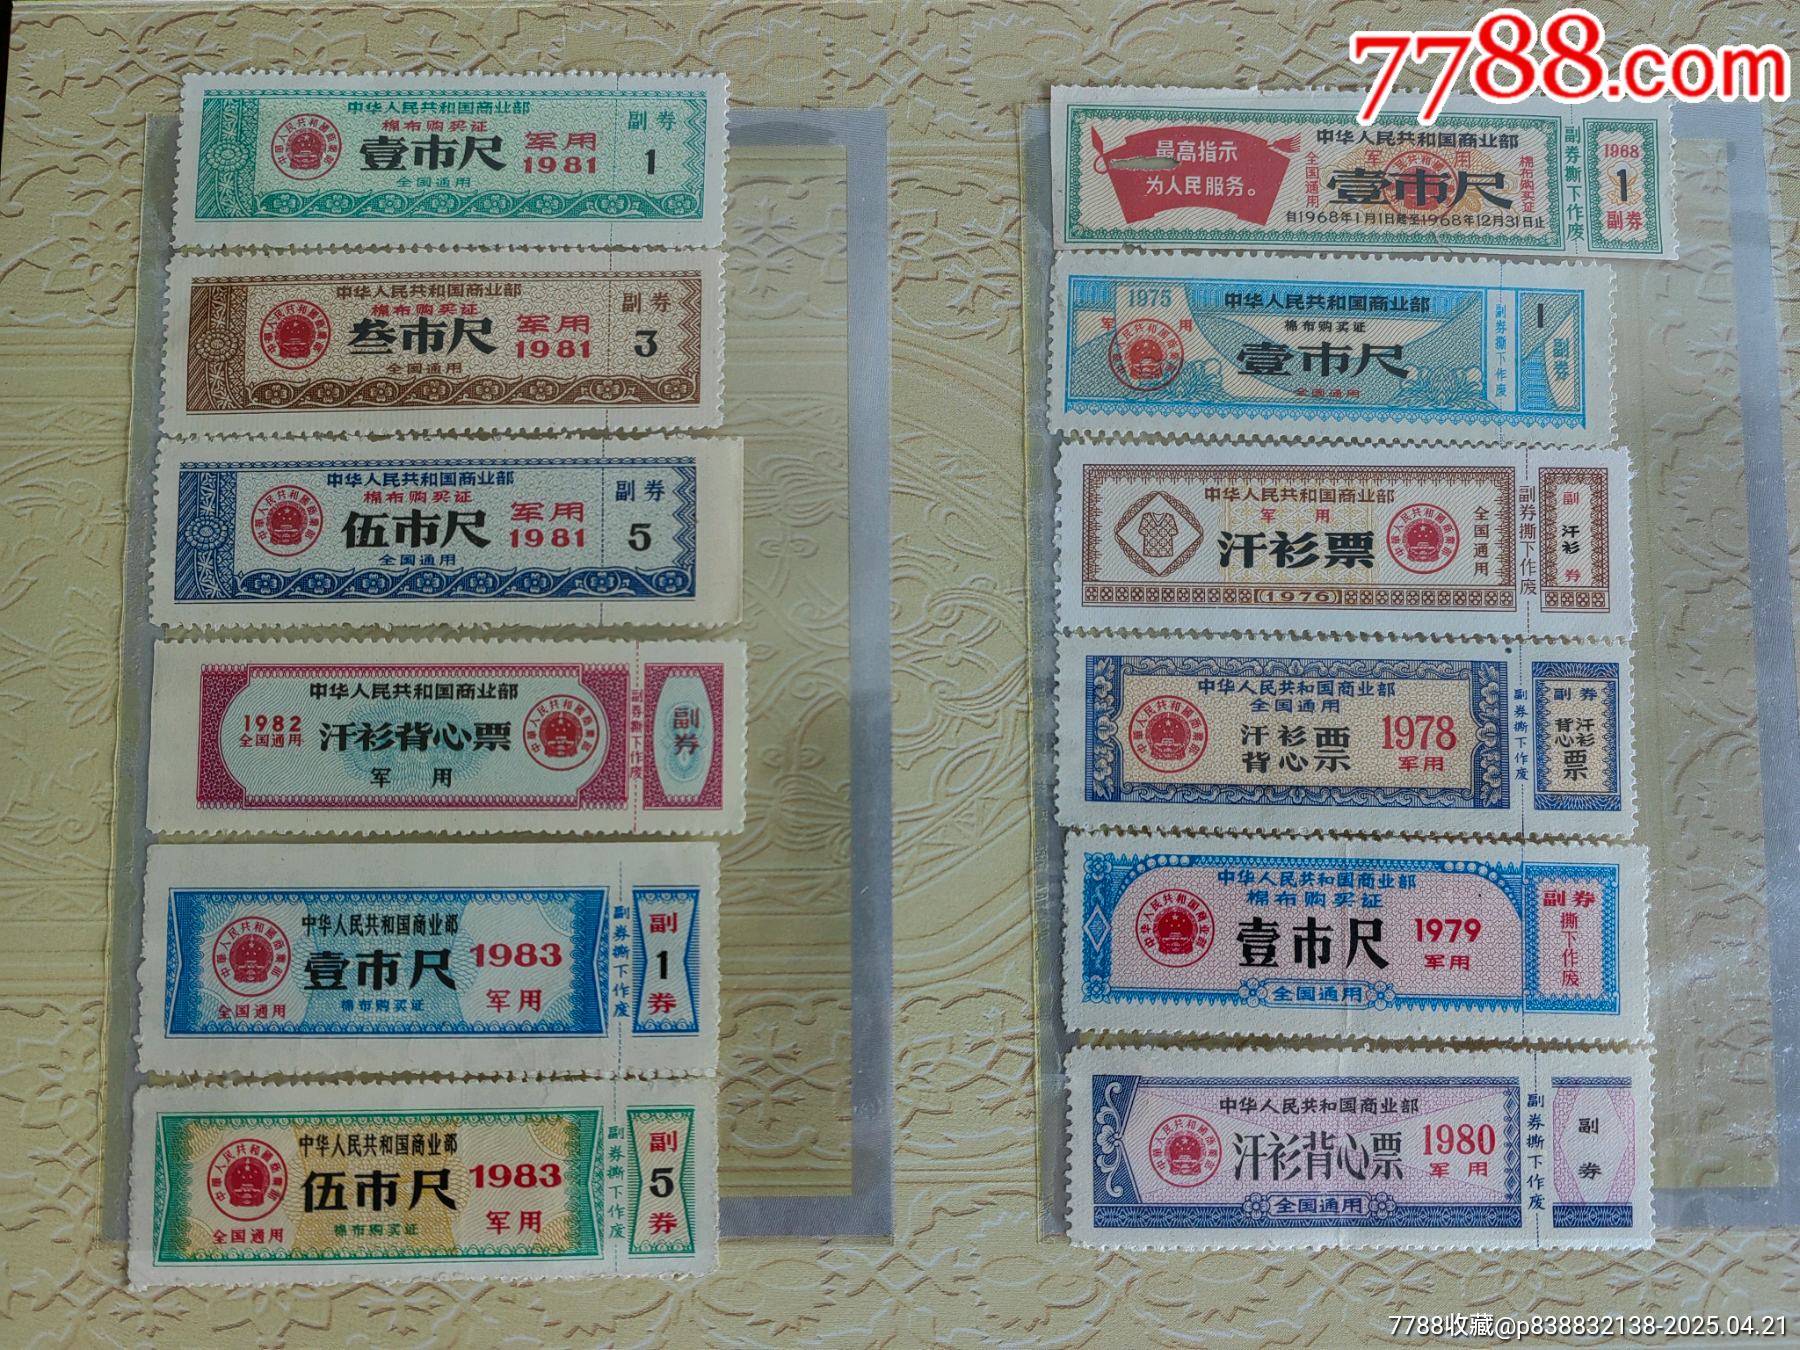 7788.com
中华人民共和国商业部
棉布购买证
壹市尺
军用
1981
全国通用
副券
1
中华人民共和国商业部
棉布购买证
叁市尺
军用
1981
全国通用
副券
3
中华人民共和国商业部
棉布购买证
伍市尺
军用
1981
全国通用
副券
5
中华人民共和国商业部
1982
全国通用
汗衫背心票
军用
副券撕下作废
副券
中华人民共和国商业部
壹市尺
1983
全国通用
棉布购买证
军用
副券撕下作废
副
1
券
中华人民共和国商业部
伍市尺
1983
全国通用
棉布购买证
军用
副券撕下作废
副
5
券
最高指示
为人民服务。
中华人民共和国商业部
军用
全国通用
壹市尺
棉布购买证
自1968年1月1日起至1968年12月31日止
副券撕下作废
1968
1
副券
1975
中华人民共和国商业部
军用
棉布购买证
壹市尺
全国通用
副券撕下作废
1
副券
中华人民共和国商业部
军用
汗衫票
全国通用
(1976)
副券撕下作废
副
汗衫
券
中华人民共和国商业部
全国通用
汗衫
背心
票
1978
军用
副券撕下作废
副券
汗衫
背心
票
中华人民共和国商业部
棉布购买证
壹市尺
1979
军用
全国通用
副券
撕下作废
中华人民共和国商业部
汗衫背心票
1980
军用
全国通用
副券撕下作废
副
券
7788收藏@p838832138-2025.04.21